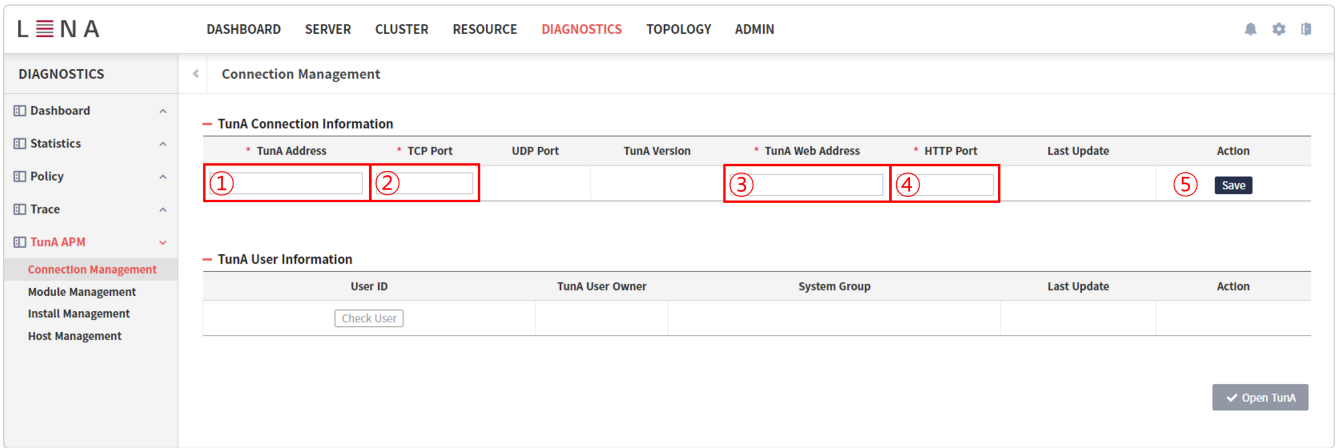 LENA
DASHBOARD SERVER CLUSTER RESOURCE DIAGNOSTICS TOPOLOGY ADMIN
DIAGNOSTICS
Connection Management
Dashboard
Statistics
Policy
Trace
TunA APM
Connection Management
Module Management
Install Management
Host Management
TunA Connection Information
* TunA Address * TCP Port UDP Port TunA Version * TunA Web Address * HTTP Port Last Update Action
① ② ③ ④ ⑤ Save
TunA User Information
User ID TunA User Owner System Group Last Update Action
Check User
Open TunA